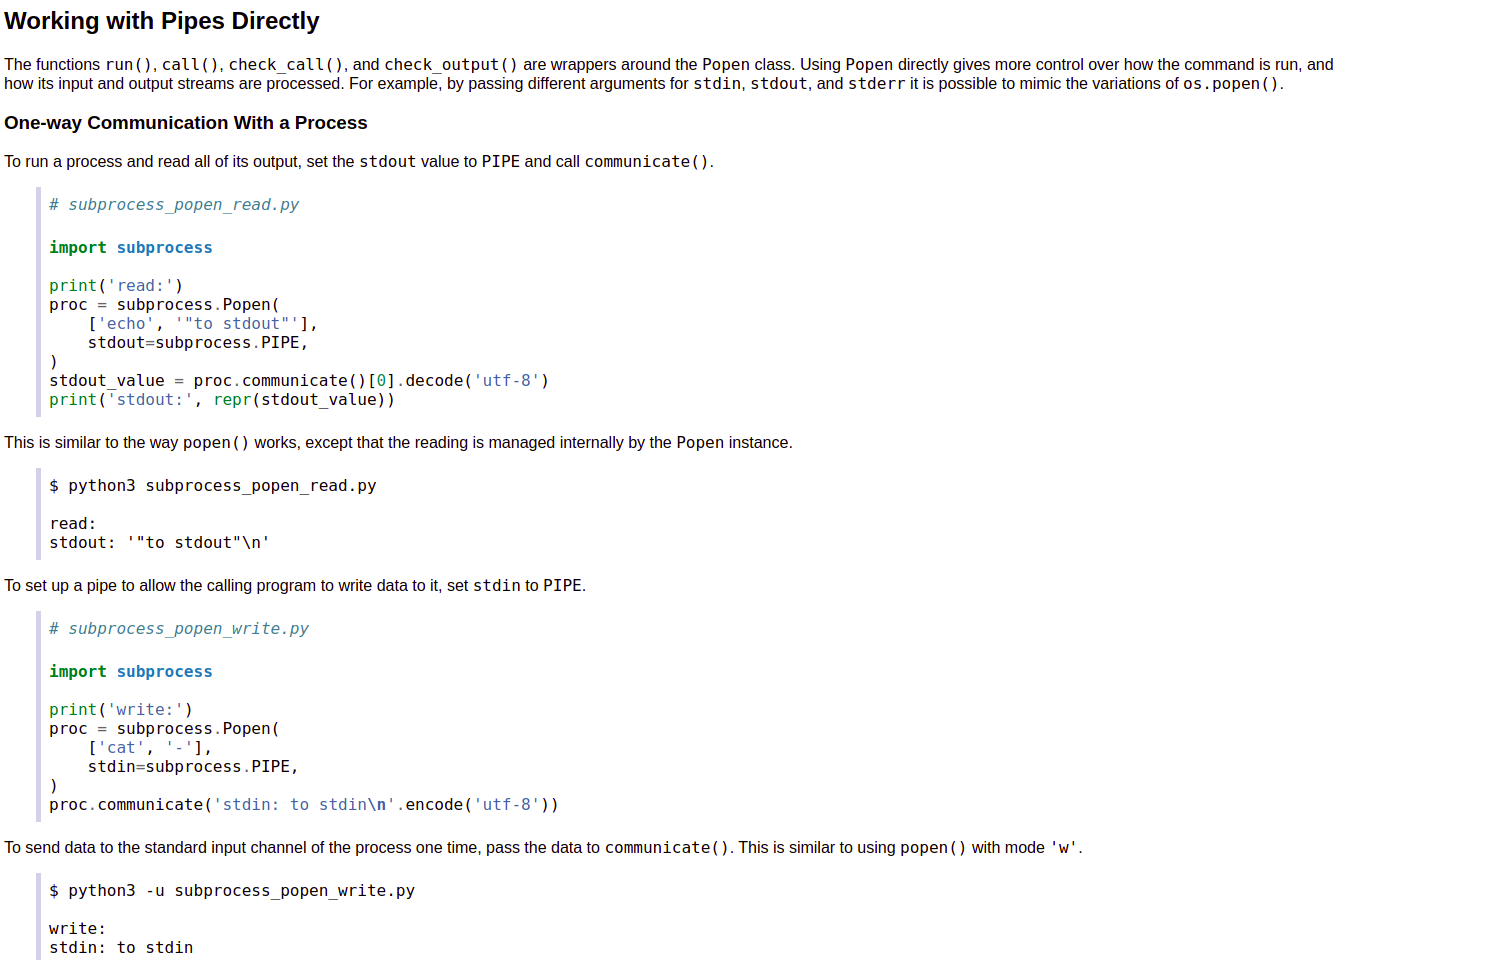 Working with Pipes Directly
The functions run(), call(), check_call(), and check_output() are wrappers around the Popen class. Using Popen directly gives more control over how the command is run, and
how its input and output streams are processed. For example, by passing different arguments for stdin, stdout, and stderr it is possible to mimic the variations of os.popen().
One-way Communication With a Process
To run a process and read all of its output, set the stdout value to PIPE and call communicate().
# subprocess_popen_read.py
import subprocess
print('read:')
proc = subprocess.Popen(
    ['echo', '"to stdout"'],
    stdout=subprocess.PIPE,
)
stdout_value = proc.communicate()[0].decode('utf-8')
print('stdout:', repr(stdout_value))
This is similar to the way popen() works, except that the reading is managed internally by the Popen instance.
$ python3 subprocess_popen_read.py
read:
stdout: '"to stdout"\n'
To set up a pipe to allow the calling program to write data to it, set stdin to PIPE.
# subprocess_popen_write.py
import subprocess
print('write:')
proc = subprocess.Popen(
    ['cat', '-'],
    stdin=subprocess.PIPE,
)
proc.communicate('stdin: to stdin\n'.encode('utf-8'))
To send data to the standard input channel of the process one time, pass the data to communicate(). This is similar to using popen() with mode 'w'.
$ python3 -u subprocess_popen_write.py
write:
stdin: to stdin